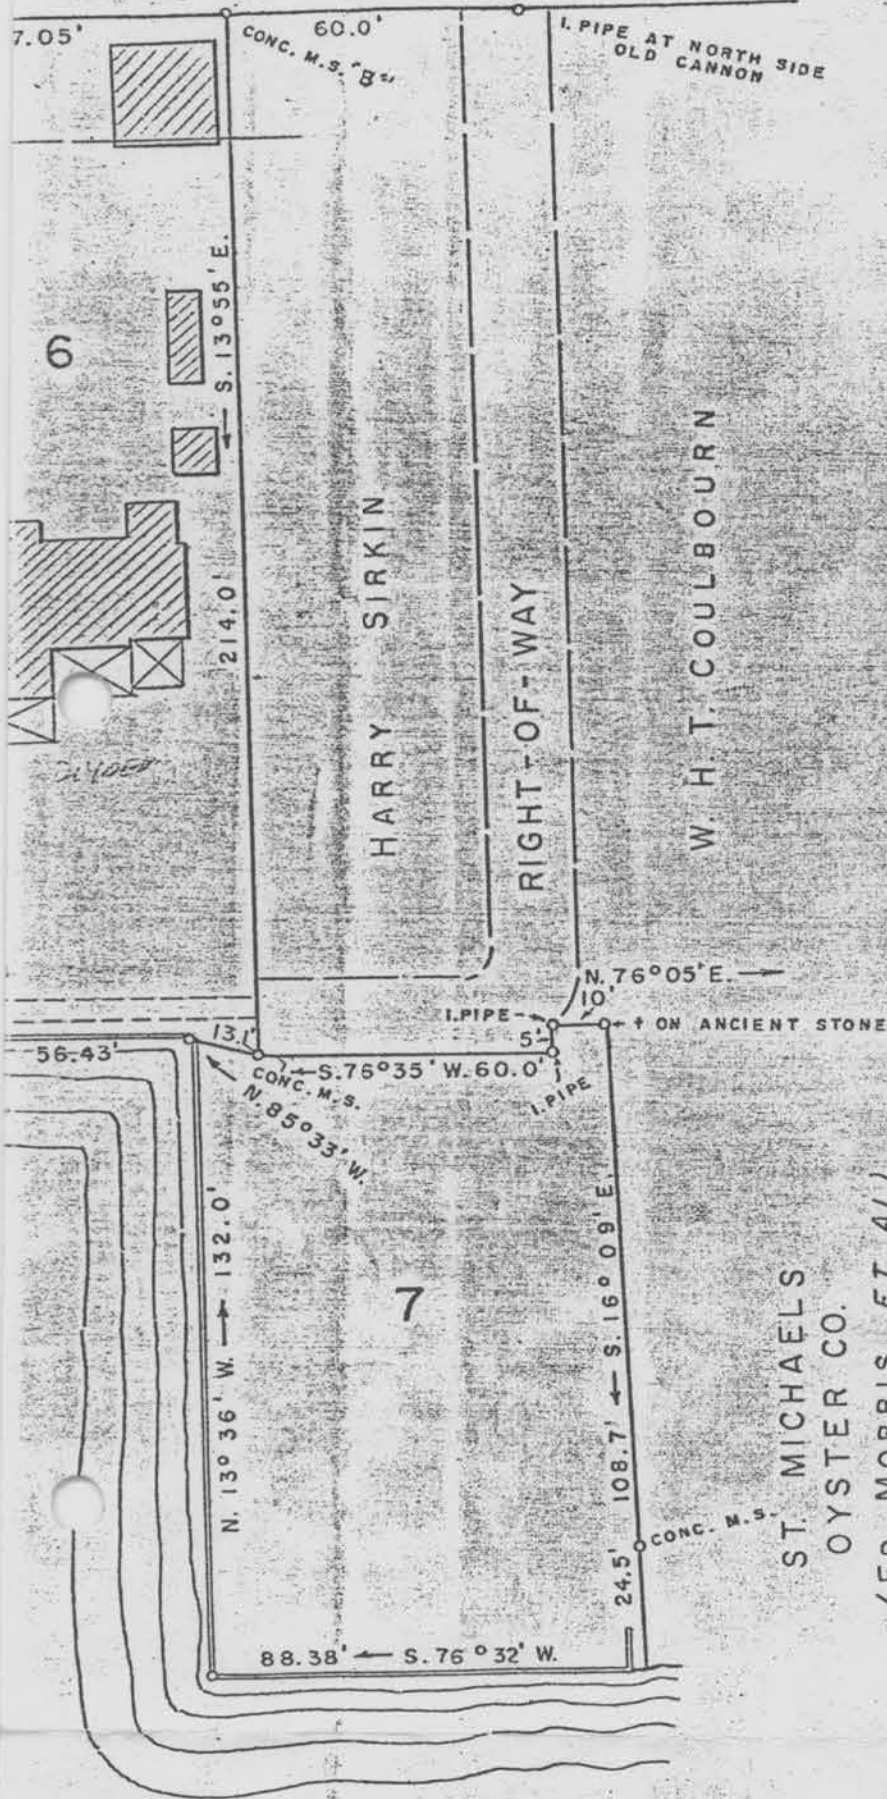 7.05'
60.0'
CONC. M.S. "B"
I. PIPE AT NORTH SIDE
OLD CANNON
6
S. 13°55' E.
214.0'
HARRY SIRKIN
RIGHT-OF-WAY
W. H. T. COULBOURN
N. 76°05' E.
10'
I.PIPE
+ ON ANCIENT STONE
5'
I.PIPE
13.1'
56.43'
S.76°35' W. 60.0'
CONC. M.S.
N. 85°33' W.
N. 13° 36' W. 132.0'
7
S. 16° 09' E.
108.7'
24.5'
CONC. M.S.
88.38' S. 76°32' W.
ST. MICHAELS
OYSTER CO.
MORRIS, ET AL)